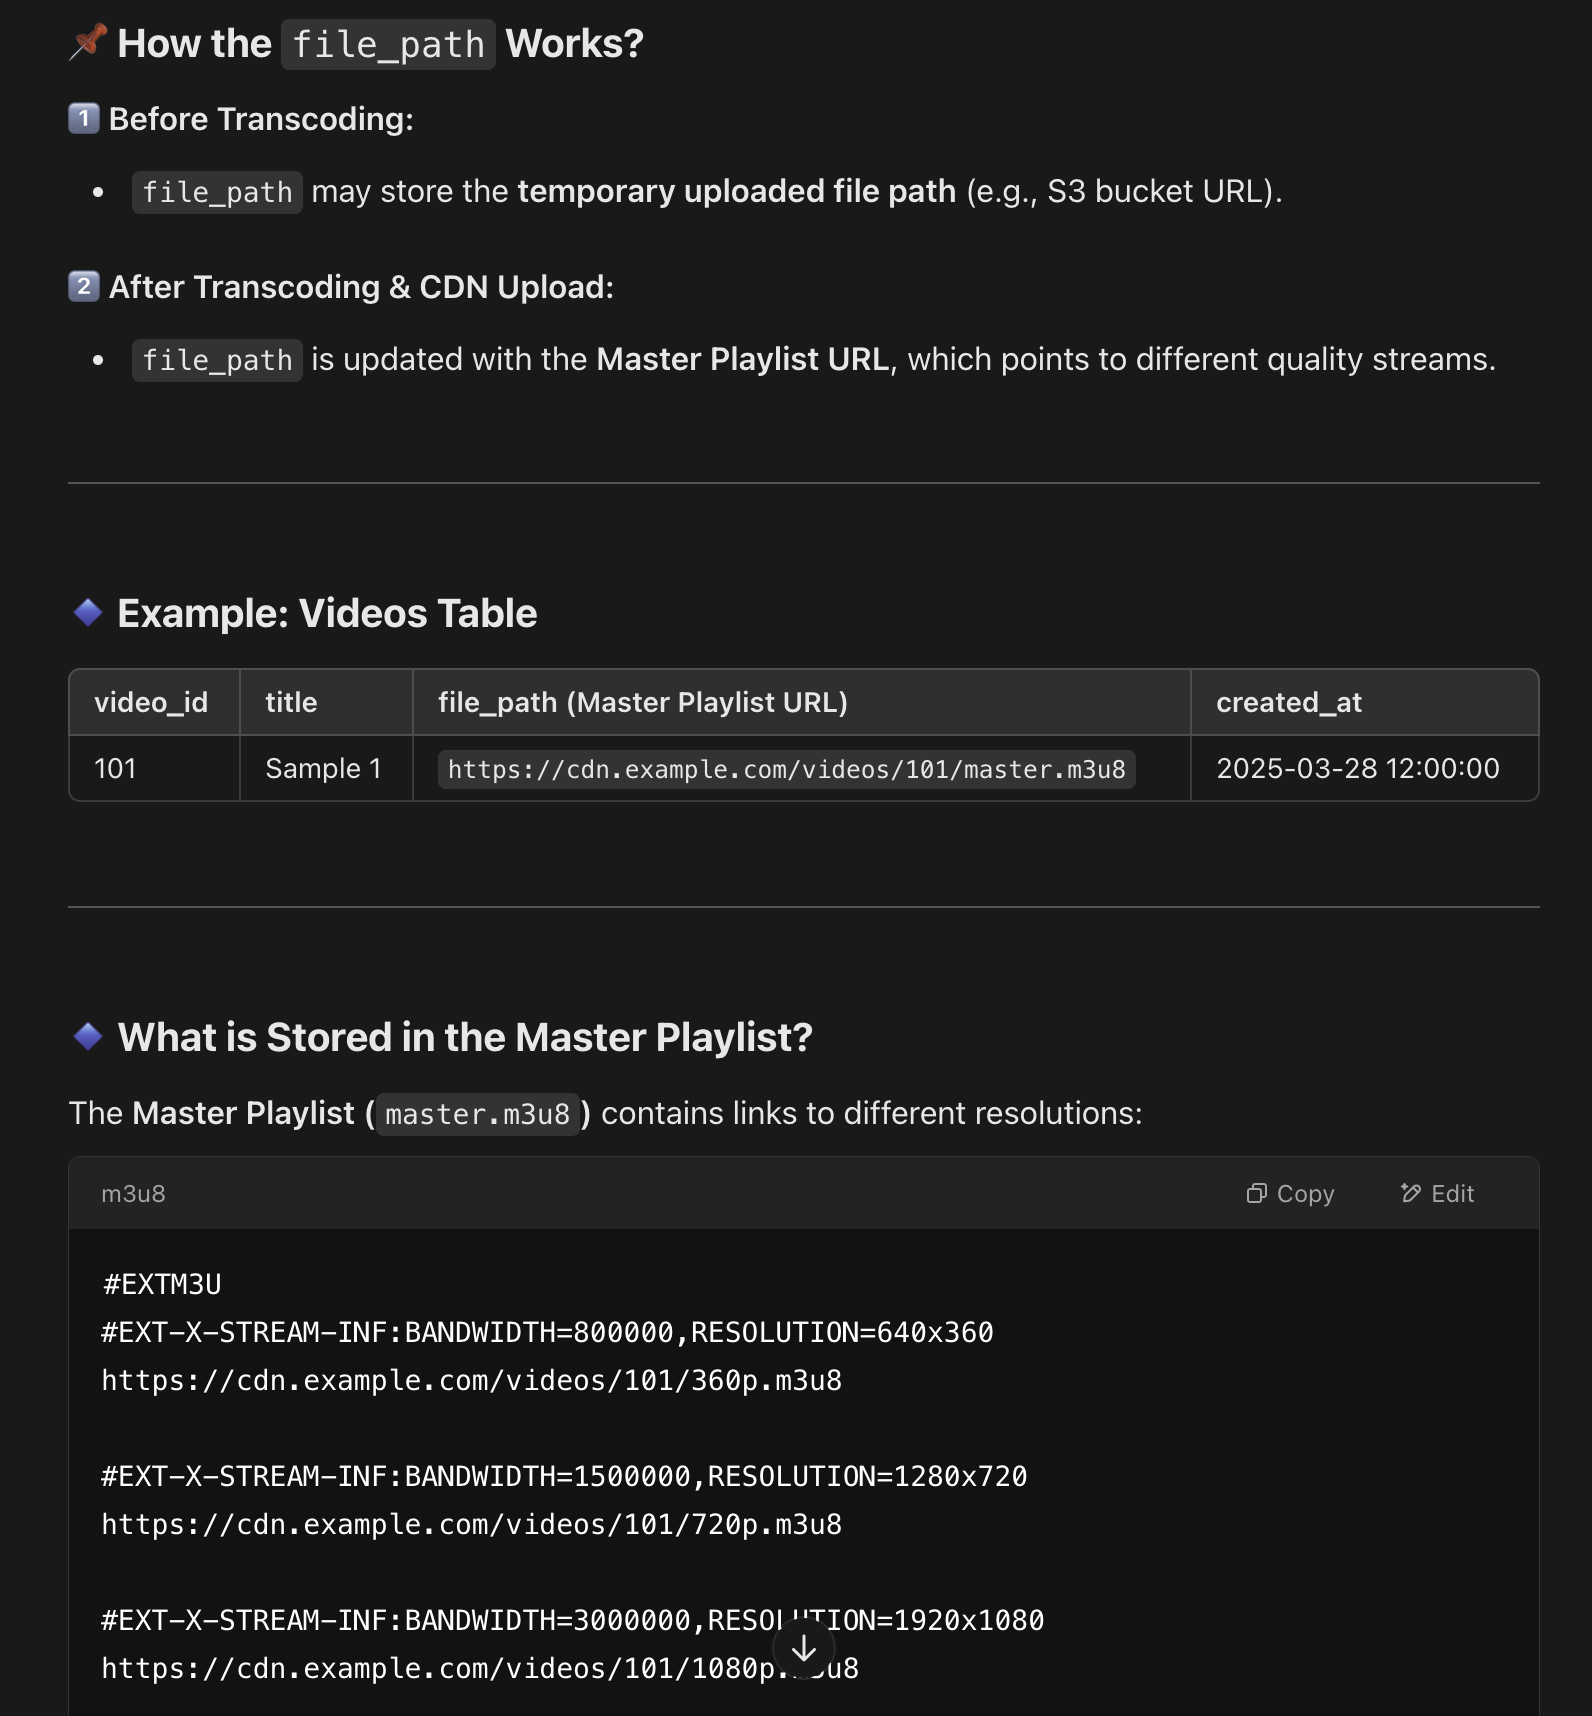 📌 How the file_path Works?
1️⃣ Before Transcoding:
• file_path may store the temporary uploaded file path (e.g., S3 bucket URL).
2️⃣ After Transcoding & CDN Upload:
• file_path is updated with the Master Playlist URL, which points to different quality streams.
🔹 Example: Videos Table
video_id title file_path (Master Playlist URL) created_at
101 Sample 1 https://cdn.example.com/videos/101/master.m3u8 2025-03-28 12:00:00
🔹 What is Stored in the Master Playlist?
The Master Playlist (master.m3u8) contains links to different resolutions:
m3u8 Copy Edit
#EXTM3U
#EXT-X-STREAM-INF:BANDWIDTH=800000,RESOLUTION=640x360
https://cdn.example.com/videos/101/360p.m3u8
#EXT-X-STREAM-INF:BANDWIDTH=1500000,RESOLUTION=1280x720
https://cdn.example.com/videos/101/720p.m3u8
#EXT-X-STREAM-INF:BANDWIDTH=3000000,RESOLUTION=1920x1080
https://cdn.example.com/videos/101/1080p.m3u8